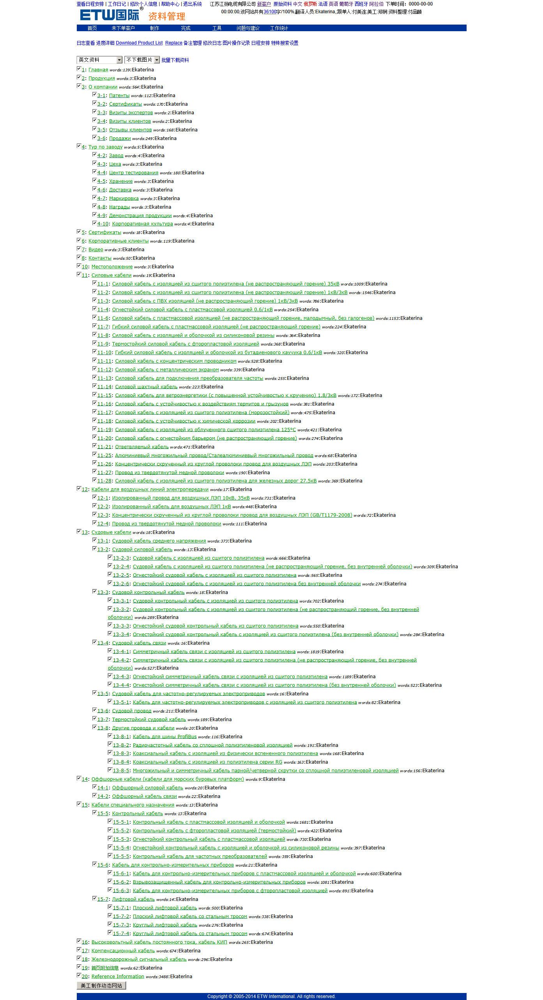 查看日程安排 | 工作日记 | 修改个人信息 | 帮助中心 | 退出系统 江苏江扬电缆有限公司 新客户 原始资料 中文 俄罗斯 法语 英语 葡萄牙 西班牙 阿拉伯 下单时间：0000-00-00
00:00:00,该网站共有36100字/100%,翻译人员:Ekaterina,;跟单人:付美连;美工:郑娴 资料整理:付品頔
ETW国际® 资料管理
首页 未下单客户 制作 完成 工具 问题与建议 工作统计
日志查看 进度详细 Download Product List Replace 备注管理 修改日志 图片操作记录 日程安排 特殊搜索设置
英文资料 不下载图片 批量下载资料
1: Главная words:139:Ekaterina
2: Продукция words:3:Ekaterina
3: О компании words:564:Ekaterina
3-1: Патенты words:112:Ekaterina
3-2: Сертификаты words:170:Ekaterina
3-3: Визиты экспертов words:2:Ekaterina
3-4: Визиты клиентов words:2:Ekaterina
3-5: Отзывы клиентов words:168:Ekaterina
3-6: Продажи words:249:Ekaterina
4: Тур по заводу words:5:Ekaterina
4-2: Завод words:4:Ekaterina
4-3: Цеха words:3:Ekaterina
4-4: Центр тестирования words:180:Ekaterina
4-5: Хранение words:3:Ekaterina
4-6: Доставка words:3:Ekaterina
4-7: Маркировка words:3:Ekaterina
4-8: Награды words:3:Ekaterina
4-9: Демонстрация продукции words:4:Ekaterina
4-10: Корпоративная культура words:4:Ekaterina
5: Сертификаты words:18:Ekaterina
6: Корпоративные клиенты words:119:Ekaterina
7: Видео words:3:Ekaterina
8: Контакты words:50:Ekaterina
10: Местоположение words:3:Ekaterina
11: Силовые кабели words:19:Ekaterina
11-1: Силовой кабель с изоляцией из сшитого полиэтилена (не распространяющий горение) 35кВ words:1009:Ekaterina
11-2: Силовой кабель с изоляцией из сшитого полиэтилена (не распространяющий горение) 1кВ/3кВ words:1546:Ekaterina
11-3: Силовой кабель с ПВХ изоляцией (не распространяющий горение) 1кВ/3кВ words:786:Ekaterina
11-4: Огнестойкий силовой кабель с пластмассовой изоляцией 0.6/1кВ words:254:Ekaterina
11-6: Силовой кабель с пластмассовой изоляцией (не распространяющий горение, малодымный, без галогенов) words:1153:Ekaterina
11-7: Гибкий силовой кабель с пластмассовой изоляцией (не распространяющий горение) words:224:Ekaterina
11-8: Силовой кабель с изоляцией и оболочкой из силиконовой резины words:364:Ekaterina
11-9: Термостойкий силовой кабель с фторопластовой изоляцией words:368:Ekaterina
11-10: Гибкий силовой кабель с изоляцией и оболочкой из бутадиенового каучука 0.6/1кВ words:320:Ekaterina
11-11: Силовой кабель с концентрическим проводником words:528:Ekaterina
11-12: Силовой кабель с металлическим экраном words:339:Ekaterina
11-13: Силовой кабель для подключения преобразователя частоты words:255:Ekaterina
11-14: Силовой шахтный кабель words:223:Ekaterina
11-15: Силовой кабель для ветроэнергетики (с повышенной устойчивостью к кручению) 1.8/3кВ words:172:Ekaterina
11-16: Силовой кабель с устойчивостью к воздействиям термитов и грызунов words:381:Ekaterina
11-17: Силовой кабель с изоляцией из сшитого полиэтилена (морозостойкий) words:475:Ekaterina
11-18: Силовой кабель с устойчивостью к химической коррозии words:202:Ekaterina
11-19: Силовой кабель с изоляцией из облученного сшитого полиэтилена 125ºC words:421:Ekaterina
11-20: Силовой кабель с огнестойким барьером (не распространяющий горение) words:274:Ekaterina
11-21: Ответвляемый кабель words:471:Ekaterina
11-25: Алюминиевый многожильный провод/Сталеалюминиевый многожильный провод words:68:Ekaterina
11-26: Концентрически скрученный из круглой проволоки провод для воздушных ЛЭП words:203:Ekaterina
11-27: Провод из твердотянутой медной проволоки words:190:Ekaterina
11-28: Силовой кабель с изоляцией из сшитого полиэтилена для железных дорог 27.5кВ words:369:Ekaterina
12: Кабели для воздушных линий электропередачи words:17:Ekaterina
12-1: Изолированный провод для воздушных ЛЭП 10кВ, 35кВ words:731:Ekaterina
12-2: Изолированный кабель для воздушных ЛЭП 1кВ words:448:Ekaterina
12-3: Концентрически скрученный из круглой проволоки провод для воздушных ЛЭП (GB/T1179-2008) words:72:Ekaterina
12-4: Провод из твердотянутой медной проволоки words:111:Ekaterina
13: Судовые кабели words:18:Ekaterina
13-1: Судовой кабель среднего напряжения words:373:Ekaterina
13-2: Судовой силовой кабель words:13:Ekaterina
13-2-3: Судовой кабель с изоляцией из сшитого полиэтилена words:666:Ekaterina
13-2-4: Судовой кабель с изоляцией из сшитого полиэтилена (не распространяющий горение, без внутренней оболочки) words:309:Ekaterina
13-2-5: Огнестойкий судовой кабель с изоляцией из сшитого полиэтилена words:565:Ekaterina
13-2-6: Огнестойкий судовой кабель с изоляцией из сшитого полиэтилена без внутренней оболочки words:274:Ekaterina
13-3: Судовой контрольный кабель words:18:Ekaterina
13-3-1: Судовой контрольный кабель с изоляцией из сшитого полиэтилена words:702:Ekaterina
13-3-2: Судовой контрольный кабель с изоляцией из сшитого полиэтилена (не распространяющий горение, без внутренней
оболочки) words:289:Ekaterina
13-3-3: Огнестойкий судовой контрольный кабель из сшитого полиэтилена words:550:Ekaterina
13-3-4: Огнестойкий судовой контрольный кабель с изоляцией из сшитого полиэтилена (без внутренней оболочки) words:284:Ekaterina
13-4: Судовой кабель связи words:16:Ekaterina
13-4-1: Симметричный кабель связи с изоляцией из сшитого полиэтилена words:1819:Ekaterina
13-4-2: Симметричный кабель связи с изоляцией из сшитого полиэтилена (не распространяющий горение, без внутренней
оболочки) words:527:Ekaterina
13-4-3: Огнестойкий симметричный кабель связи с изоляцией из сшитого полиэтилена words:1189:Ekaterina
13-4-4: Огнестойкий симметричный кабель связи с изоляцией из сшитого полиэтилена (без внутренней оболочки) words:523:Ekaterina
13-5: Судовой кабель для частотно-регулируемых электроприводов words:16:Ekaterina
13-5-1: Кабель для частотно-регулируемых электроприводов с изоляцией из сшитого полиэтилена words:82:Ekaterina
13-6: Судовой провод words:211:Ekaterina
13-7: Термостойкий судовой кабель words:189:Ekaterina
13-8: Другие провода и кабели words:20:Ekaterina
13-8-1: Кабель для шины ProfiBus words:116:Ekaterina
13-8-2: Радиочастотный кабель со сплошной полиэтиленовой изоляцией words:191:Ekaterina
13-8-3: Коаксиальный кабель с изоляцией из физически вспененного полиэтилена words:168:Ekaterina
13-8-4: Коаксиальный кабель с изоляцией из полиэтилена серии RG words:163:Ekaterina
13-8-5: Многожильный и симметричный кабель парной/четверной скрутки со сплошной полиэтиленовой изоляцией words:156:Ekaterina
14: Оффшорные кабели (кабели для морских буровых платформ) words:9:Ekaterina
14-1: Оффшорный силовой кабель words:20:Ekaterina
14-2: Оффшорный кабель связи words:22:Ekaterina
15: Кабели специального назначения words:13:Ekaterina
15-5: Контрольный кабель words:13:Ekaterina
15-5-1: Контрольный кабель с пластмассовой изоляцией и оболочкой words:1681:Ekaterina
15-5-2: Контрольный кабель с фторопластовой изоляцией (термостойкий) words:422:Ekaterina
15-5-3: Огнестойкий контрольный кабель с пластмассовой изоляцией words:730:Ekaterina
15-5-4: Огнестойкий контрольный кабель с изоляцией и оболочкой из силиконовой резины words:397:Ekaterina
15-5-5: Контрольный кабель для частотных преобразователей words:359:Ekaterina
15-6: Кабель для контрольно-измерительных приборов words:21:Ekaterina
15-6-1: Кабель для контрольно-измерительных приборов с пластмассовой изоляцией и оболочкой words:600:Ekaterina
15-6-2: Взрывозащищенный кабель для контрольно-измерительных приборов words:1081:Ekaterina
15-6-3: Кабель для контрольно-измерительных приборов с фторопластовой изоляцией words:891:Ekaterina
15-7: Лифтовой кабель words:14:Ekaterina
15-7-1: Плоский лифтовой кабель words:500:Ekaterina
15-7-2: Плоский лифтовой кабель со стальным тросом words:338:Ekaterina
15-7-3: Круглый лифтовой кабель words:276:Ekaterina
15-7-4: Круглый лифтовой кабель со стальным тросом words:674:Ekaterina
16: Высоковольтный кабель постоянного тока, кабель КИП words:265:Ekaterina
17: Компенсационный кабель words:674:Ekaterina
18: Железнодорожный сигнальный кабель words:296:Ekaterina
19: 首页附加信息 words:62:Ekaterina
20: Reference Information words:3488:Ekaterina
美工制作动态网站
Copyright © 2005-2014 ETW International. All rights reserved.